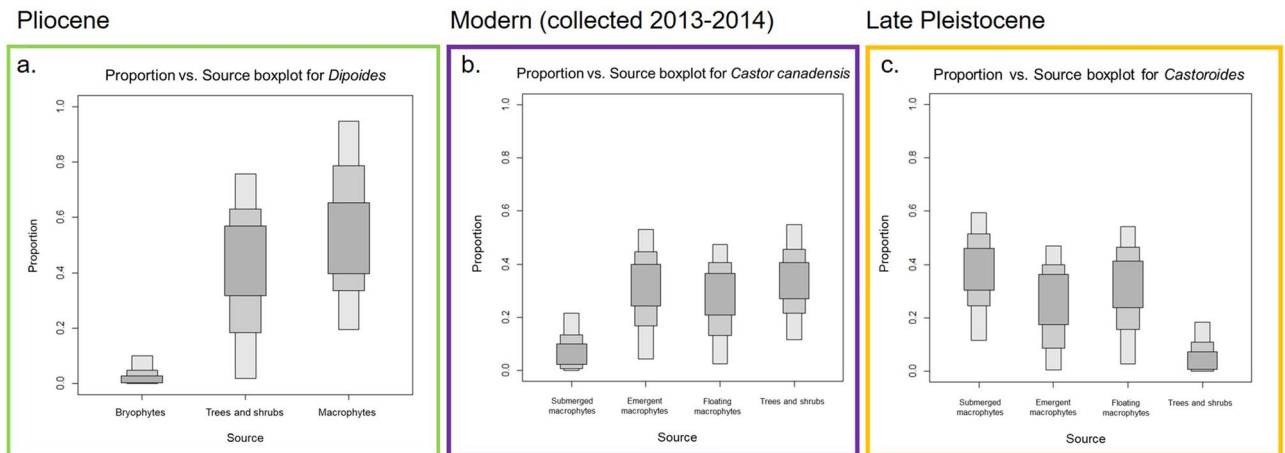 Pliocene
a.
Proportion vs. Source boxplot for Dipoides
Proportion
1.0
0.8
0.6
0.4
0.2
0.0
Bryophytes Trees and shrubs Macrophytes
Source
Modern (collected 2013-2014)
b.
Proportion vs. Source boxplot for Castor canadensis
Proportion
1.0
0.8
0.6
0.4
0.2
0.0
Submerged Emergent Floating Trees and shrubs
macrophytes macrophytes macrophytes
Source
Late Pleistocene
c.
Proportion vs. Source boxplot for Castoroides
Proportion
1.0
0.8
0.6
0.4
0.2
0.0
Submerged Emergent Floating Trees and shrubs
macrophytes macrophytes macrophytes
Source